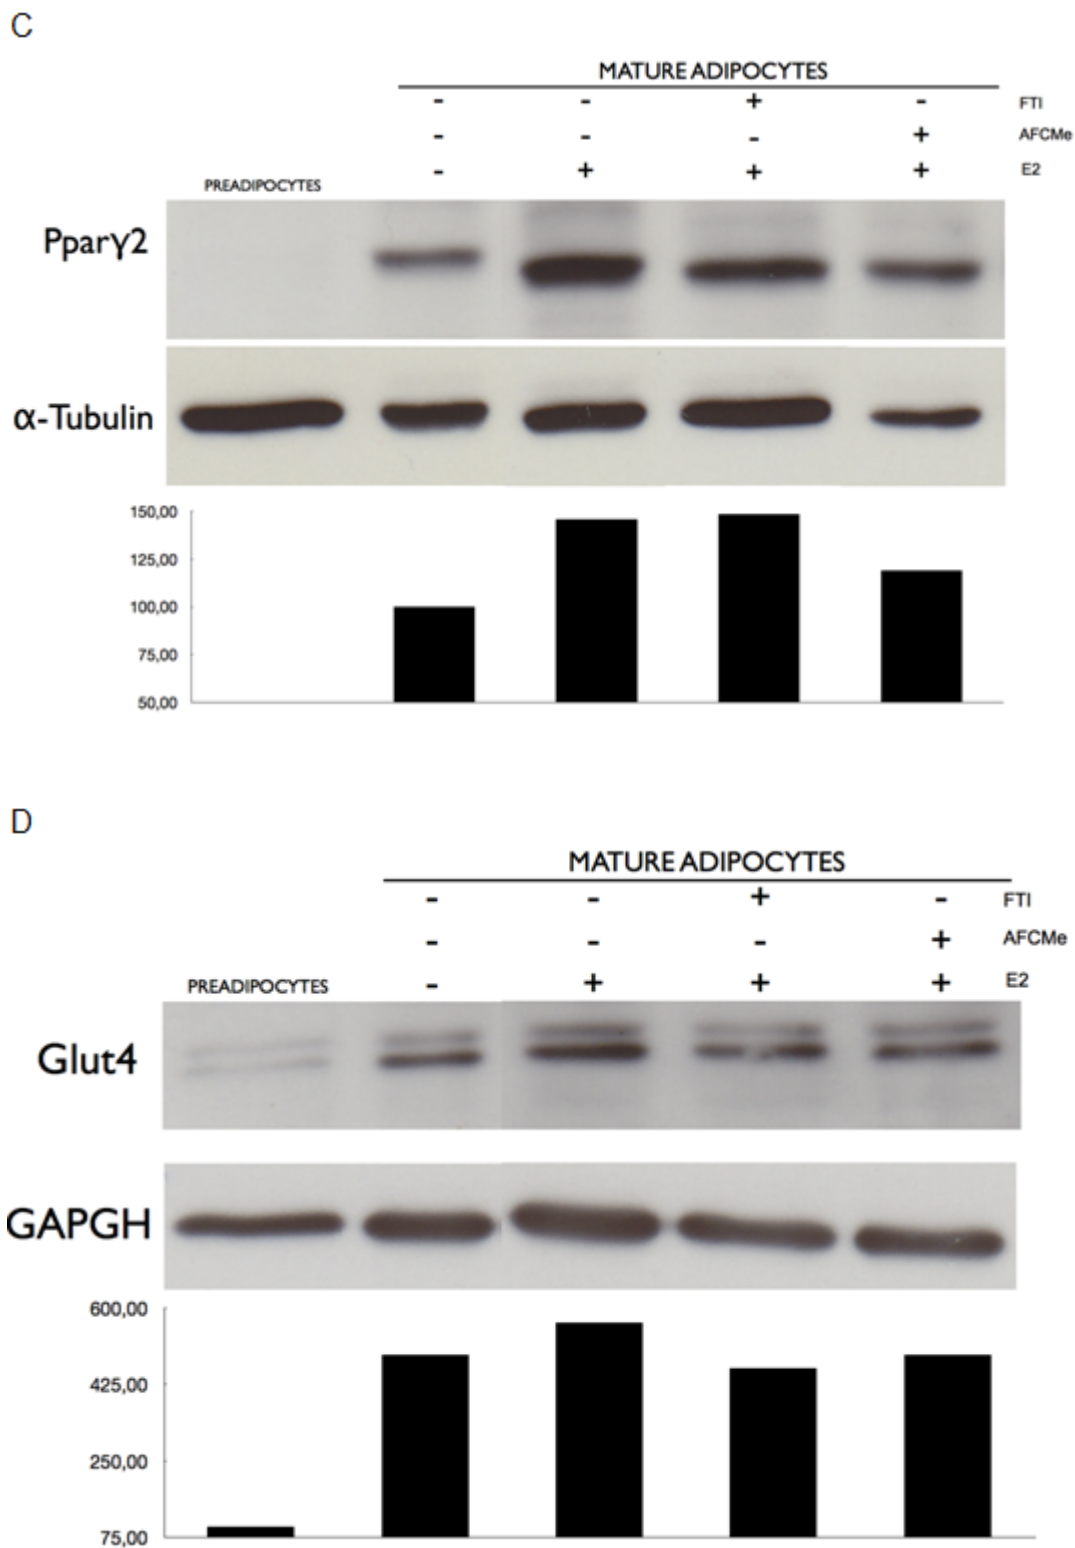 C
MATURE ADIPOCYTES
- - + - FTI
- - - + AFCMe
- + + + E2
PREADIPOCYTES
Pparγ2
α-Tubulin
150,00
125,00
100,00
75,00
50,00
D
MATURE ADIPOCYTES
- - + - FTI
- - - + AFCMe
PREADIPOCYTES - + + + E2
Glut4
GAPGH
600,00
425,00
250,00
75,00